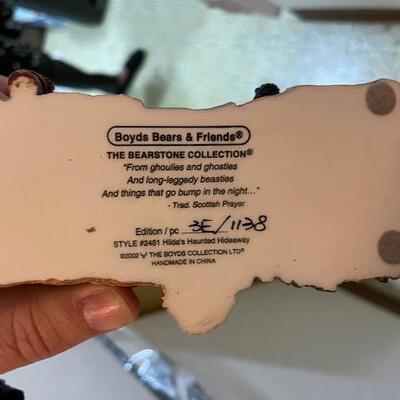 Boyds Bears & Friends®
THE BEARSTONE COLLECTION®
"From ghoulies and ghosties
And long-leggedy beasties
And things that go bump in the night..."
- Trad. Scottish Prayer
Edition / pc 3E/1138
STYLE #2481 Hilda's Haunted Hideaway
©2002 THE BOYDS COLLECTION LTD®
HANDMADE IN CHINA